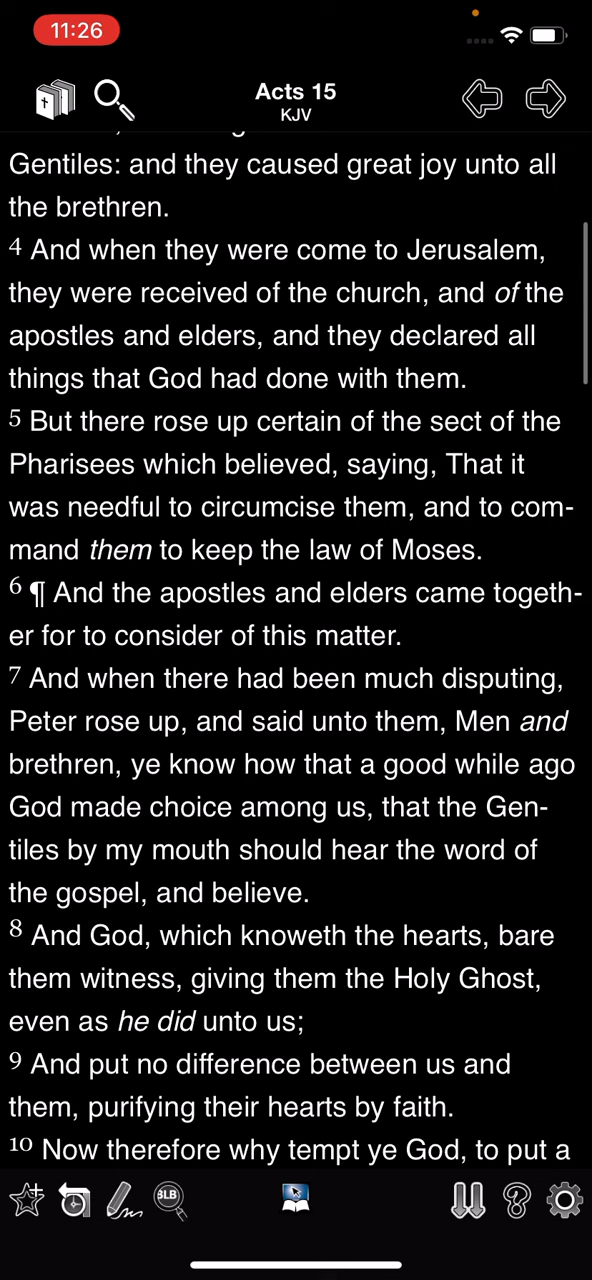 11:26
Acts 15
KJV
Gentiles: and they caused great joy unto all
the brethren.
4 And when they were come to Jerusalem,
they were received of the church, and of the
apostles and elders, and they declared all
things that God had done with them.
5 But there rose up certain of the sect of the
Pharisees which believed, saying, That it
was needful to circumcise them, and to com-
mand them to keep the law of Moses.
6 ¶ And the apostles and elders came togeth-
er for to consider of this matter.
7 And when there had been much disputing,
Peter rose up, and said unto them, Men and
brethren, ye know how that a good while ago
God made choice among us, that the Gen-
tiles by my mouth should hear the word of
the gospel, and believe.
8 And God, which knoweth the hearts, bare
them witness, giving them the Holy Ghost,
even as he did unto us;
9 And put no difference between us and
them, purifying their hearts by faith.
10 Now therefore why tempt ye God, to put a
BLB